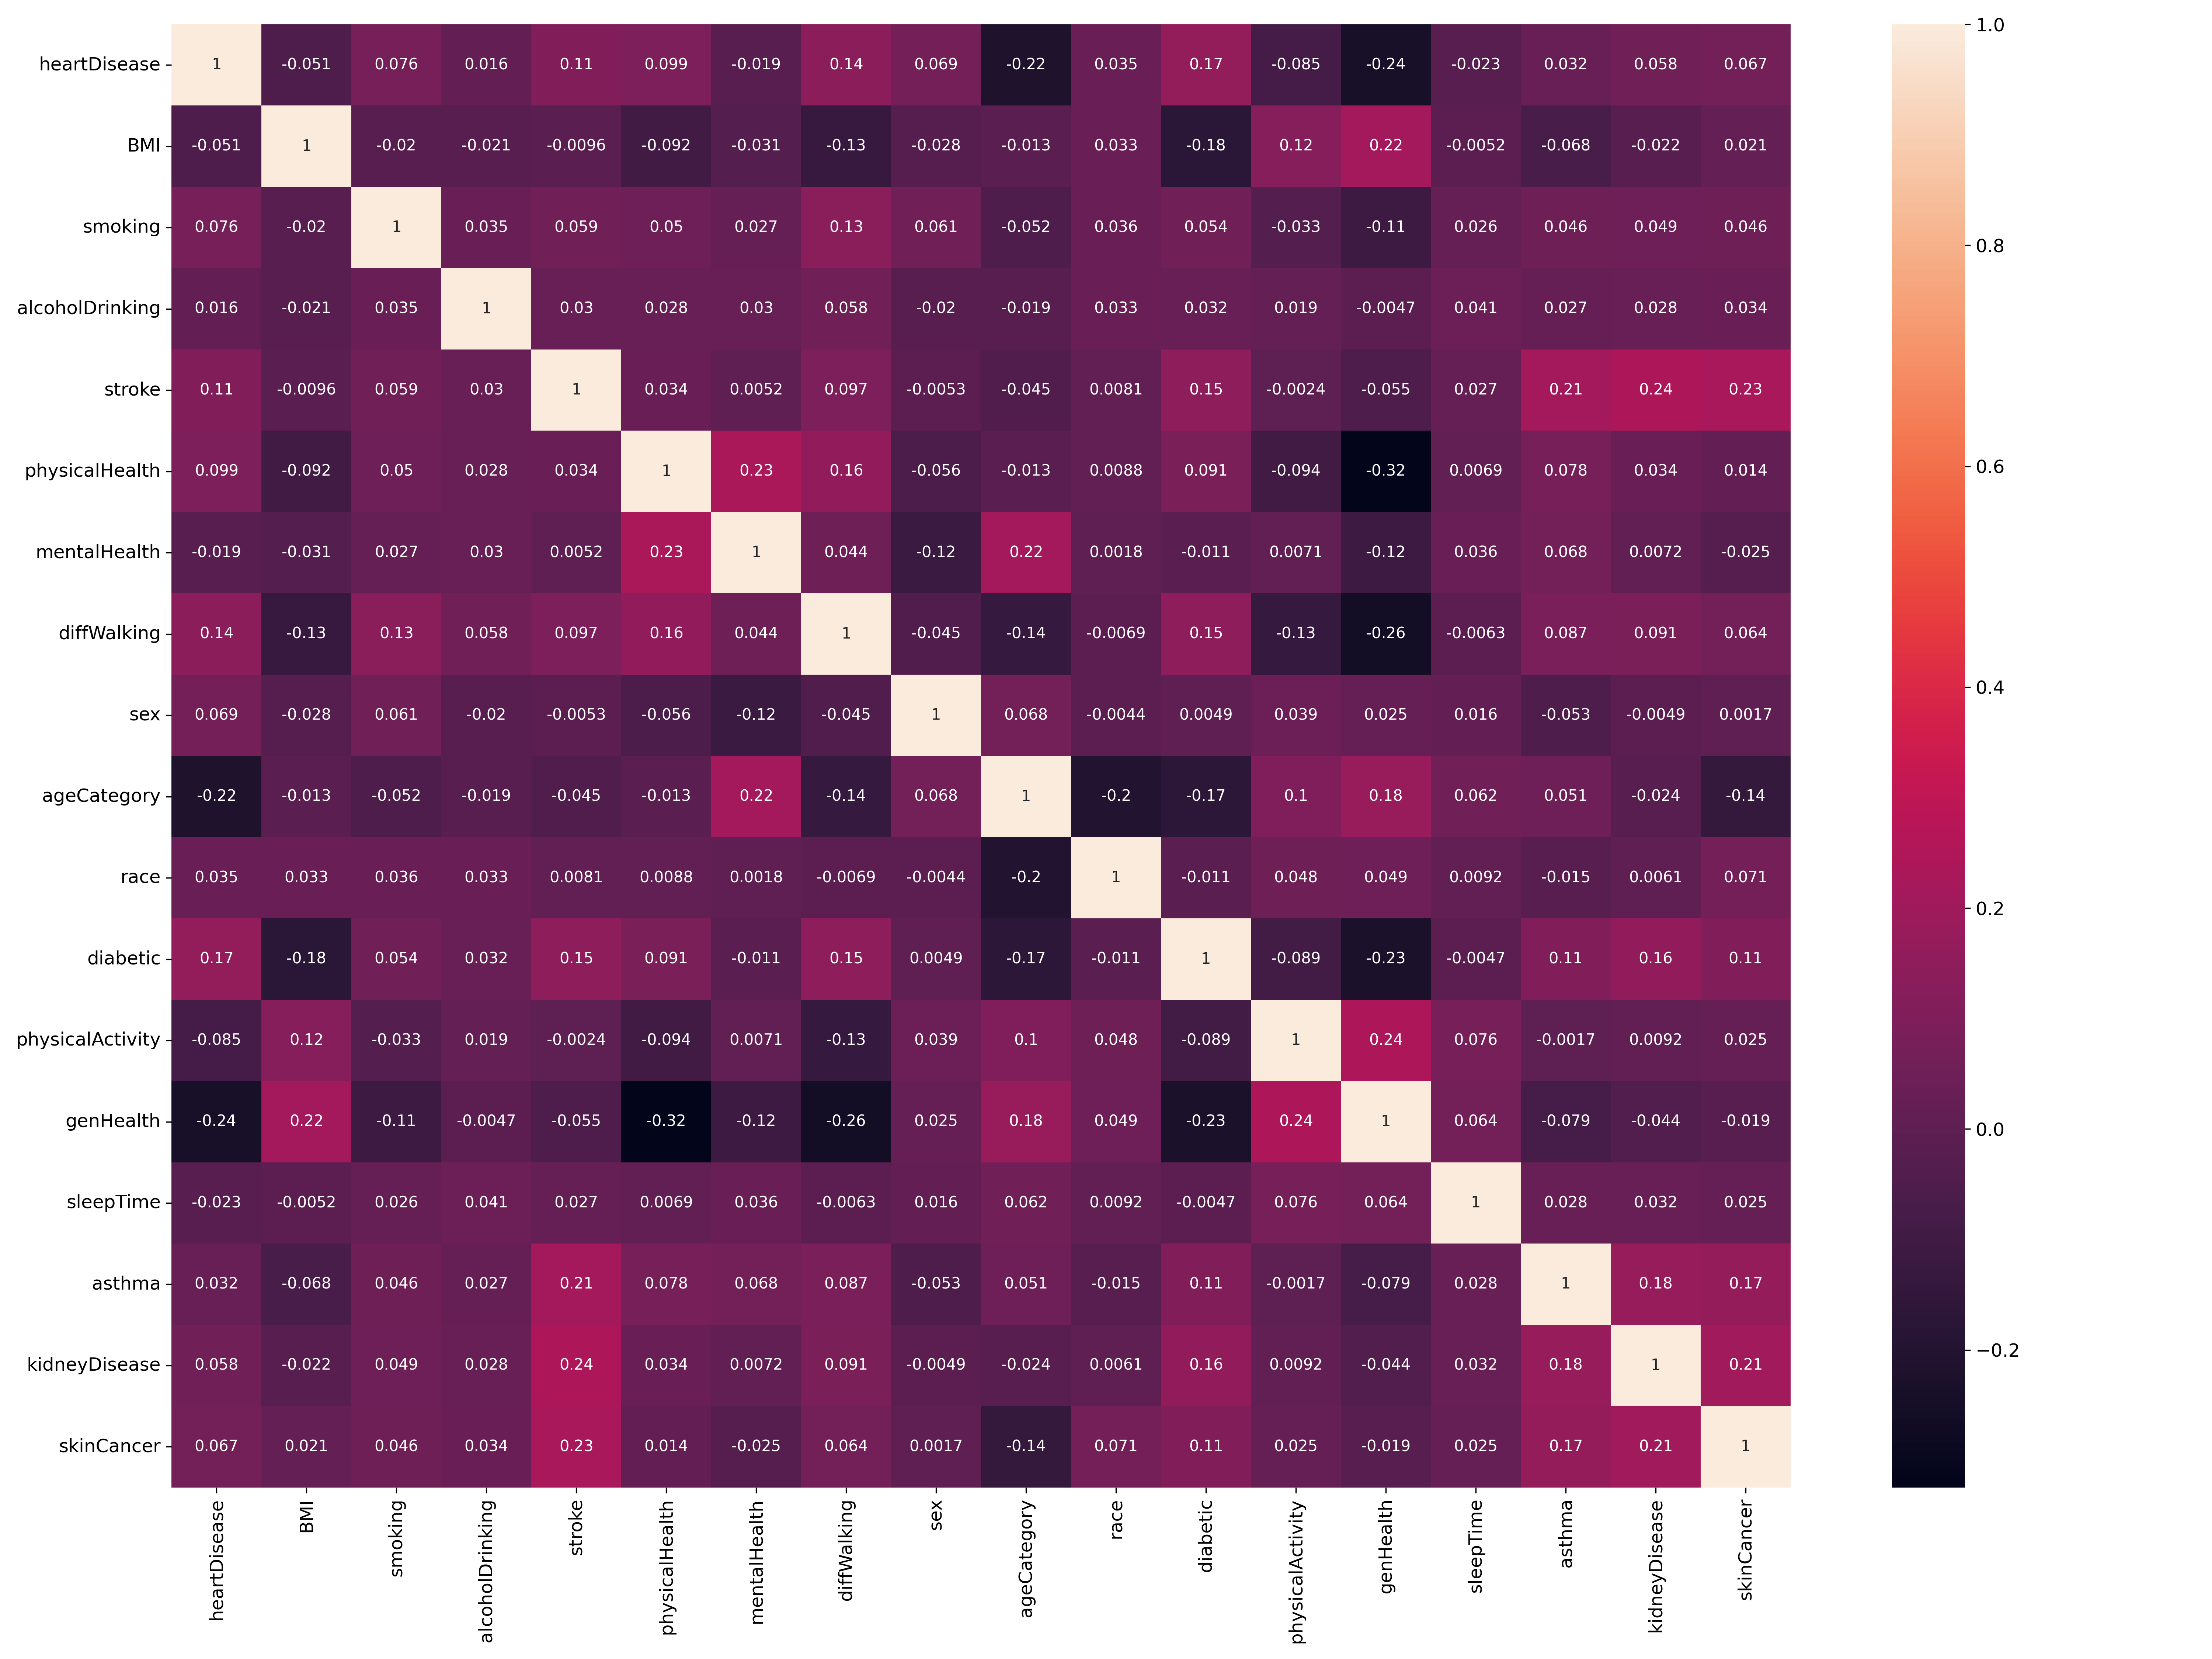 heartDisease 1 -0.051 0.076 0.016 0.11 0.099 -0.019 0.14 0.069 -0.22 0.035 0.17 -0.085 -0.24 -0.023 0.032 0.058 0.067
BMI -0.051 1 -0.02 -0.021 -0.0096 -0.092 -0.031 -0.13 -0.028 -0.013 0.033 -0.18 0.12 0.22 -0.0052 -0.068 -0.022 0.021
smoking 0.076 -0.02 1 0.035 0.059 0.05 0.027 0.13 0.061 -0.052 0.036 0.054 -0.033 -0.11 0.026 0.046 0.049 0.046
alcoholDrinking 0.016 -0.021 0.035 1 0.03 0.028 0.03 0.058 -0.02 -0.019 0.033 0.032 0.019 -0.0047 0.041 0.027 0.028 0.034
stroke 0.11 -0.0096 0.059 0.03 1 0.034 0.0052 0.097 -0.0053 -0.045 0.0081 0.15 -0.0024 -0.055 0.027 0.21 0.24 0.23
physicalHealth 0.099 -0.092 0.05 0.028 0.034 1 0.23 0.16 -0.056 -0.013 0.0088 0.091 -0.094 -0.32 0.0069 0.078 0.034 0.014
mentalHealth -0.019 -0.031 0.027 0.03 0.0052 0.23 1 0.044 -0.12 0.22 0.0018 -0.011 0.0071 -0.12 0.036 0.068 0.0072 -0.025
diffWalking 0.14 -0.13 0.13 0.058 0.097 0.16 0.044 1 -0.045 -0.14 -0.0069 0.15 -0.13 -0.26 -0.0063 0.087 0.091 0.064
sex 0.069 -0.028 0.061 -0.02 -0.0053 -0.056 -0.12 -0.045 1 0.068 -0.0044 0.0049 0.039 0.025 0.016 -0.053 -0.0049 0.0017
ageCategory -0.22 -0.013 -0.052 -0.019 -0.045 -0.013 0.22 -0.14 0.068 1 -0.2 -0.17 0.1 0.18 0.062 0.051 -0.024 -0.14
race 0.035 0.033 0.036 0.033 0.0081 0.0088 0.0018 -0.0069 -0.0044 -0.2 1 -0.011 0.048 0.049 0.0092 -0.015 0.0061 0.071
diabetic 0.17 -0.18 0.054 0.032 0.15 0.091 -0.011 0.15 0.0049 -0.17 -0.011 1 -0.089 -0.23 -0.0047 0.11 0.16 0.11
physicalActivity -0.085 0.12 -0.033 0.019 -0.0024 -0.094 0.0071 -0.13 0.039 0.1 0.048 -0.089 1 0.24 0.076 -0.0017 0.0092 0.025
genHealth -0.24 0.22 -0.11 -0.0047 -0.055 -0.32 -0.12 -0.26 0.025 0.18 0.049 -0.23 0.24 1 0.064 -0.079 -0.044 -0.019
sleepTime -0.023 -0.0052 0.026 0.041 0.027 0.0069 0.036 -0.0063 0.016 0.062 0.0092 -0.0047 0.076 0.064 1 0.028 0.032 0.025
asthma 0.032 -0.068 0.046 0.027 0.21 0.078 0.068 0.087 -0.053 0.051 -0.015 0.11 -0.0017 -0.079 0.028 1 0.18 0.17
kidneyDisease 0.058 -0.022 0.049 0.028 0.24 0.034 0.0072 0.091 -0.0049 -0.024 0.0061 0.16 0.0092 -0.044 0.032 0.18 1 0.21
skinCancer 0.067 0.021 0.046 0.034 0.23 0.014 -0.025 0.064 0.0017 -0.14 0.071 0.11 0.025 -0.019 0.025 0.17 0.21 1
heartDisease
BMI
smoking
alcoholDrinking
stroke
physicalHealth
mentalHealth
diffWalking
sex
ageCategory
race
diabetic
physicalActivity
genHealth
sleepTime
asthma
kidneyDisease
skinCancer
1.0
0.8
0.6
0.4
0.2
0.0
−0.2